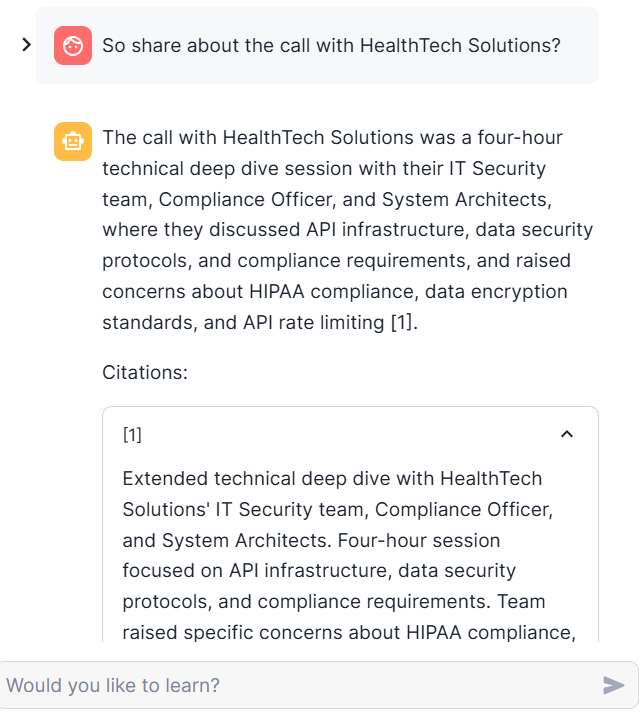 So share about the call with HealthTech Solutions?
The call with HealthTech Solutions was a four-hour
technical deep dive session with their IT Security
team, Compliance Officer, and System Architects,
where they discussed API infrastructure, data security
protocols, and compliance requirements, and raised
concerns about HIPAA compliance, data encryption
standards, and API rate limiting [1].
Citations:
[1]
Extended technical deep dive with HealthTech
Solutions' IT Security team, Compliance Officer,
and System Architects. Four-hour session
focused on API infrastructure, data security
protocols, and compliance requirements. Team
raised specific concerns about HIPAA compliance,
Would you like to learn?